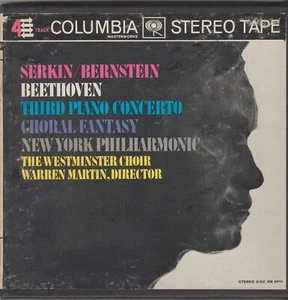 4 TRACK
COLUMBIA STEREO TAPE
MASTERWORKS
SERKIN/BERNSTEIN
BEETHOVEN
THIRD PIANO CONCERTO
CHORAL FANTASY
NEW YORK PHILHARMONIC
THE WESTMINSTER CHOIR
WARREN MARTIN, DIRECTOR